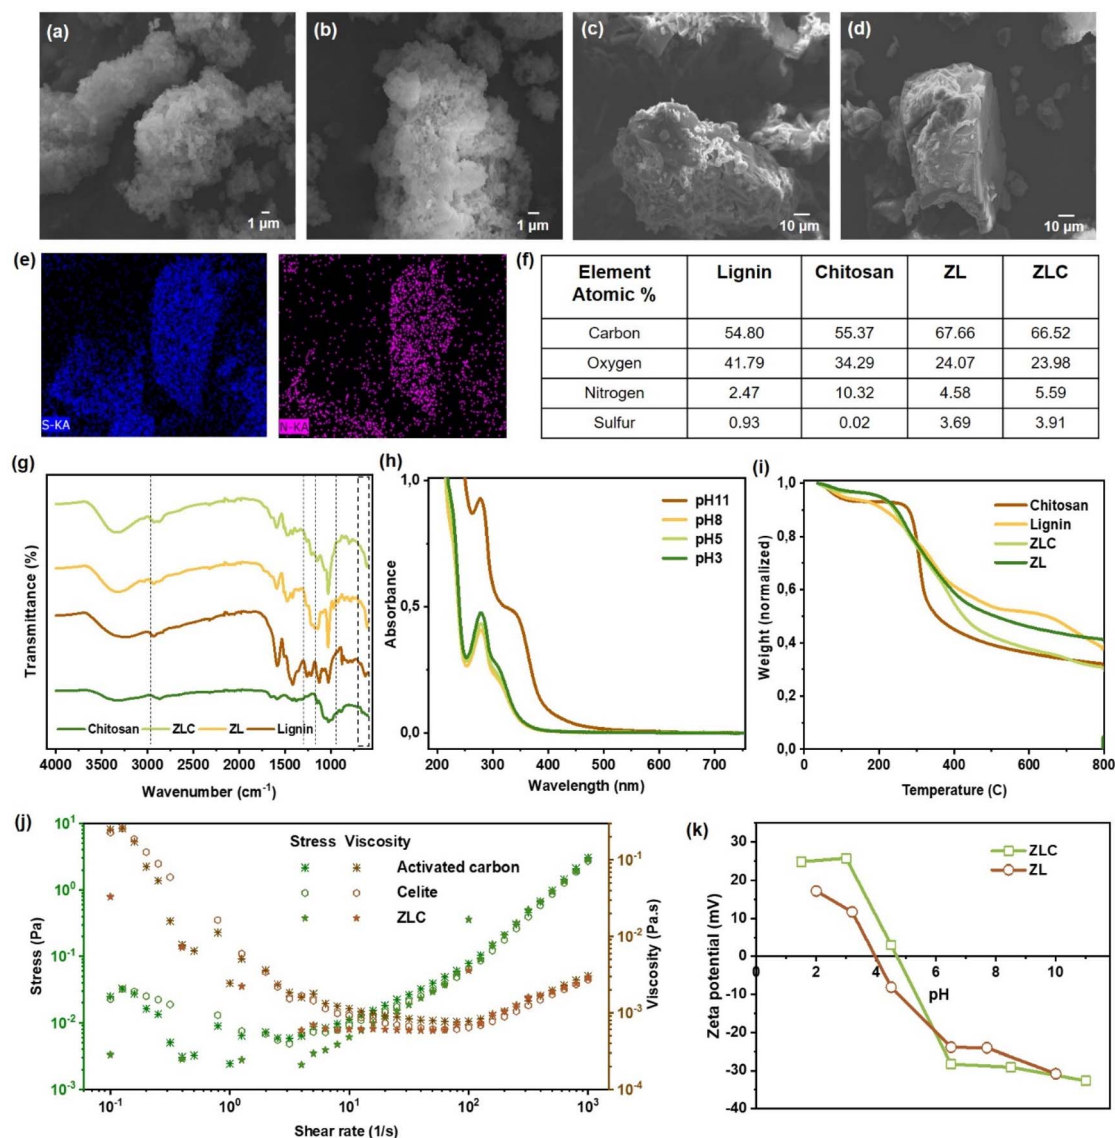 (a)
(b)
(c)
(d)
1 µm
1 µm
10 µm
10 µm
(e)
S-KA
N-KA
(f)
Element Atomic % Lignin Chitosan ZL ZLC
Carbon 54.80 55.37 67.66 66.52
Oxygen 41.79 34.29 24.07 23.98
Nitrogen 2.47 10.32 4.58 5.59
Sulfur 0.93 0.02 3.69 3.91
(g)
Transmittance (%)
Chitosan ZLC ZL Lignin
4000 3500 3000 2500 2000 1500 1000
Wavenumber (cm⁻¹)
(h)
Absorbance
1,0
0,5
0,0
pH11
pH8
pH5
pH3
200 300 400 500 600 700
Wavelength (nm)
(i)
Weight (normalized)
1,0
0,8
0,6
0,4
0,2
0,0
Chitosan
Lignin
ZLC
ZL
0 200 400 600 800
Temperature (C)
(j)
Stress (Pa)
10¹
10⁰
10⁻¹
10⁻²
10⁻³
Stress Viscosity
Activated carbon
Celite
ZLC
10⁻¹
10⁻²
10⁻³
10⁻⁴
Viscosity (Pa.s)
10⁻¹ 10⁰ 10¹ 10² 10³
Shear rate (1/s)
(k)
Zeta potential (mV)
30
20
10
0
-10
-20
-30
-40
ZLC
ZL
0 2 4 6 8 10
pH